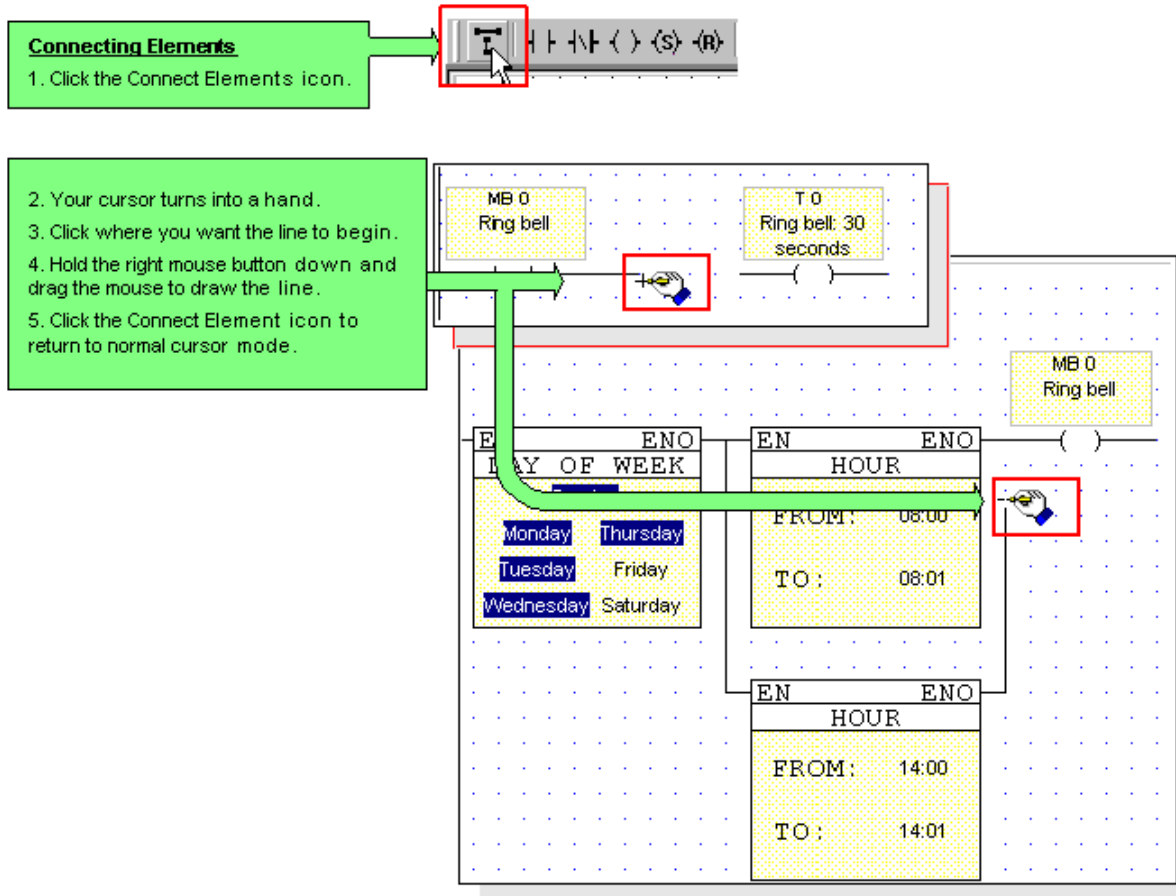 Connecting Elements
1. Click the Connect Elements icon.
(S) (R)
2. Your cursor turns into a hand.
3. Click where you want the line to begin.
4. Hold the right mouse button down and
drag the mouse to draw the line.
5. Click the Connect Element icon to
return to normal cursor mode.
MB 0
Ring bell
T 0
Ring bell: 30
seconds
MB 0
Ring bell
ENO
EN ENO
OF WEEK
HOUR
Monday Thursday
Tuesday Friday
Wednesday Saturday
FROM: 08:00
TO: 08:01
EN ENO
HOUR
FROM: 14:00
TO: 14:01